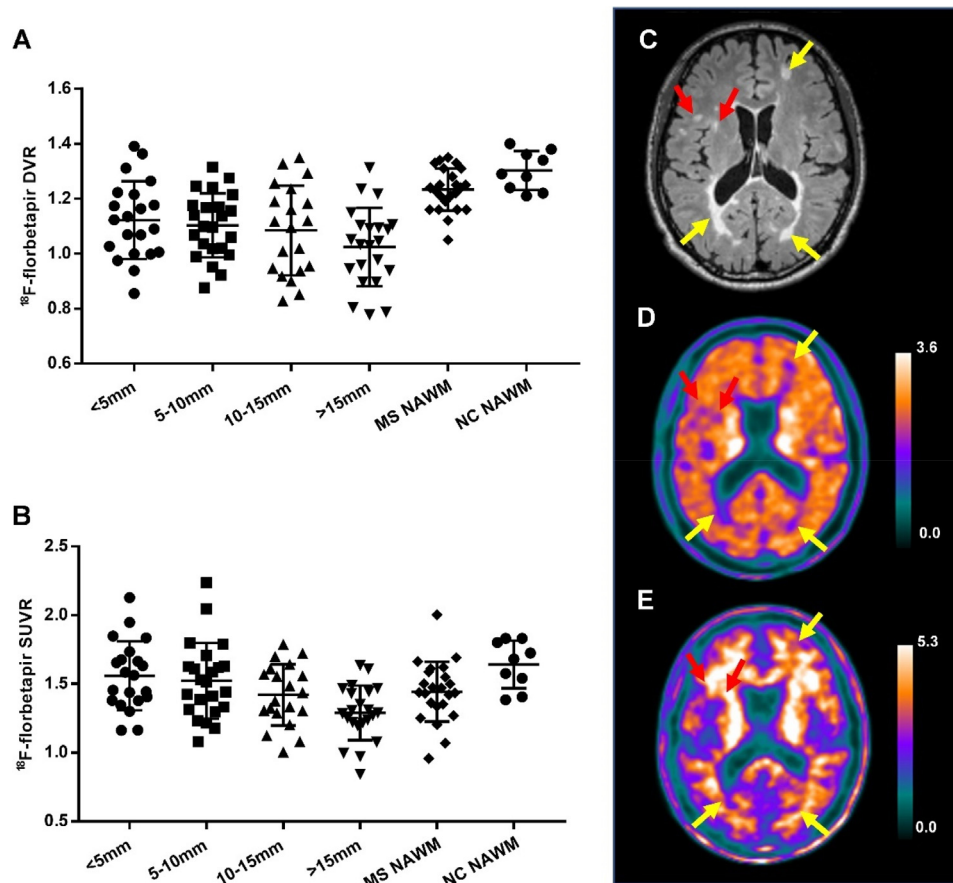 A
¹⁸F-florbetapir DVR
1.6
1.4
1.2
1.0
0.8
0.6
<5mm
5-10mm
10-15mm
>15mm
MS NAWM
NC NAWM
B
¹⁸F-florbetapir SUVR
2.5
2.0
1.5
1.0
0.5
<5mm
5-10mm
10-15mm
>15mm
MS NAWM
NC NAWM
C
D
3.6
0.0
E
5.3
0.0